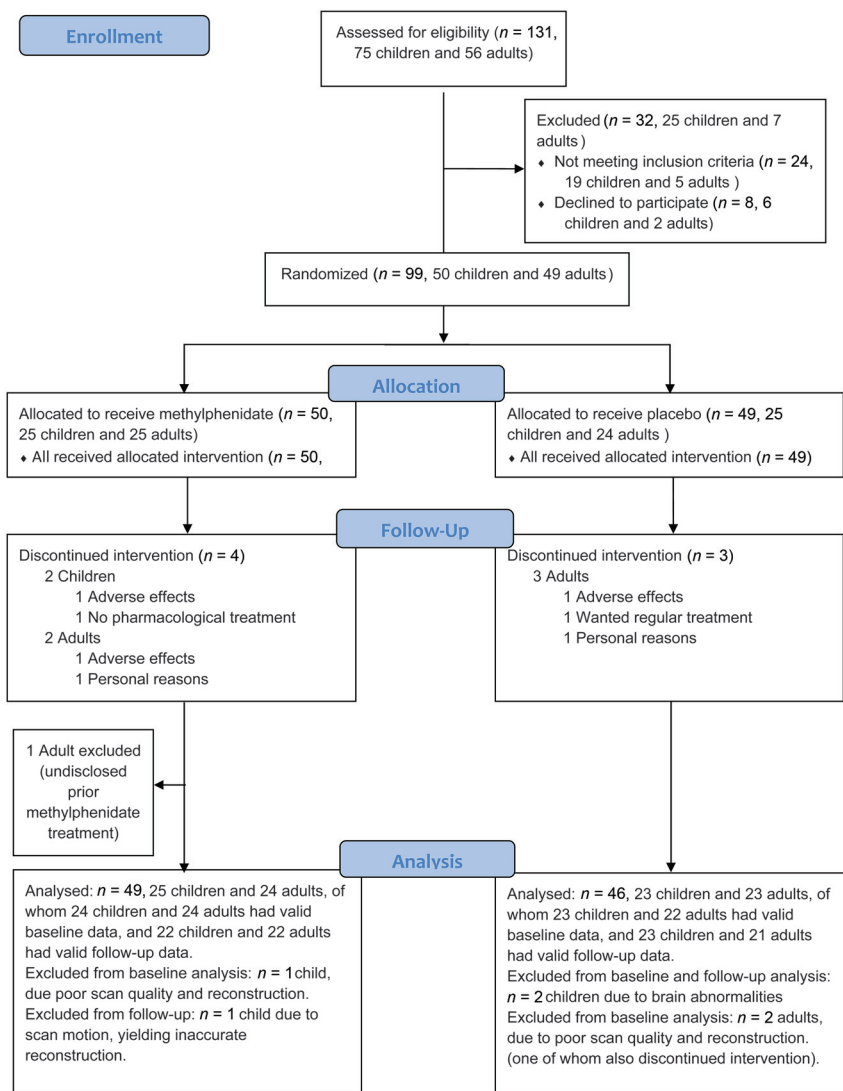 Enrollment
Assessed for eligibility (n = 131,
75 children and 56 adults)
Excluded (n = 32, 25 children and 7
adults )
♦ Not meeting inclusion criteria (n = 24,
19 children and 5 adults )
♦ Declined to participate (n = 8, 6
children and 2 adults)
Randomized (n = 99, 50 children and 49 adults)
Allocation
Allocated to receive methylphenidate (n = 50,
25 children and 25 adults)
♦ All received allocated intervention (n = 50,
Allocated to receive placebo (n = 49, 25
children and 24 adults )
♦ All received allocated intervention (n = 49)
Follow-Up
Discontinued intervention (n = 4)
2 Children
1 Adverse effects
1 No pharmacological treatment
2 Adults
1 Adverse effects
1 Personal reasons
Discontinued intervention (n = 3)
3 Adults
1 Adverse effects
1 Wanted regular treatment
1 Personal reasons
1 Adult excluded
(undisclosed
prior
methylphenidate
treatment)
Analysis
Analysed: n = 49, 25 children and 24 adults, of
whom 24 children and 24 adults had valid
baseline data, and 22 children and 22 adults
had valid follow-up data.
Excluded from baseline analysis: n = 1 child,
due poor scan quality and reconstruction.
Excluded from follow-up: n = 1 child due to
scan motion, yielding inaccurate
reconstruction.
Analysed: n = 46, 23 children and 23 adults, of
whom 23 children and 22 adults had valid
baseline data, and 23 children and 21 adults
had valid follow-up data.
Excluded from baseline and follow-up analysis:
n = 2 children due to brain abnormalities
Excluded from baseline analysis: n = 2 adults,
due to poor scan quality and reconstruction.
(one of whom also discontinued intervention).